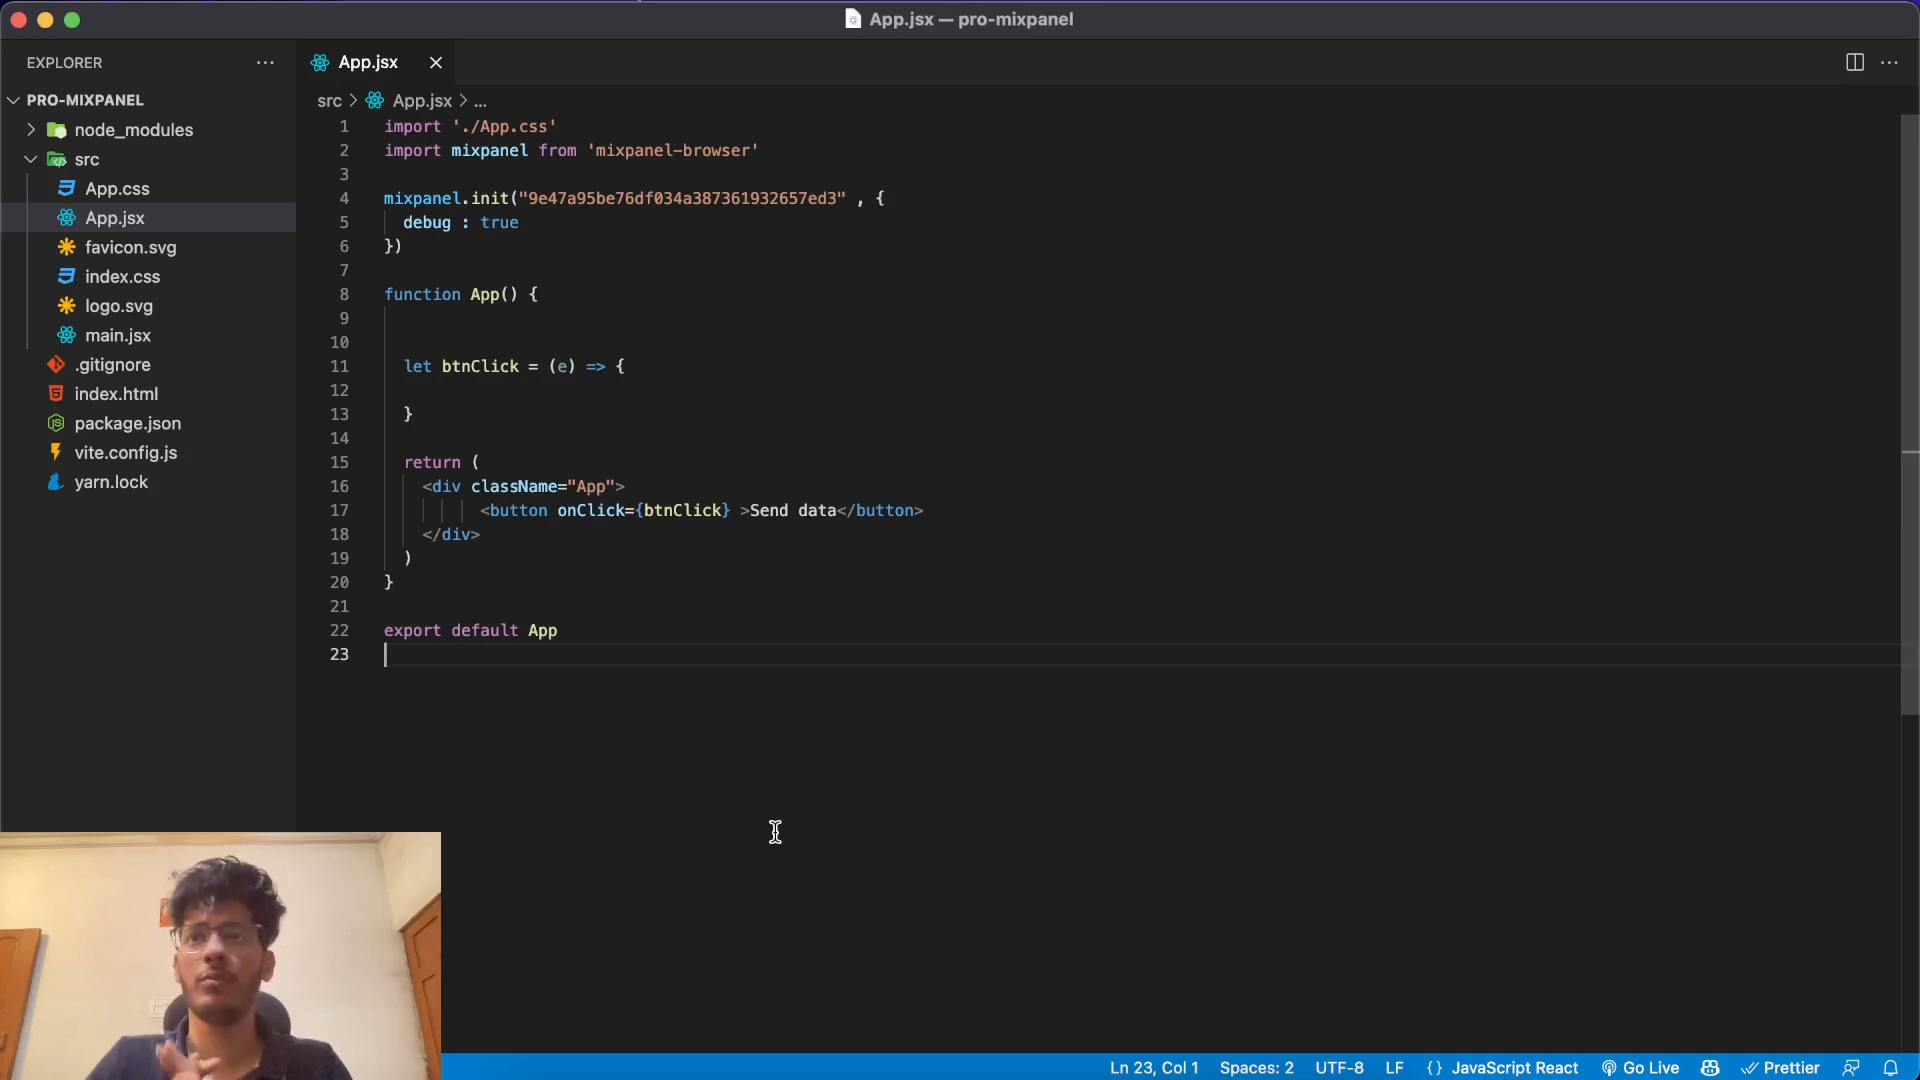 App.jsx — pro-mixpanel
EXPLORER
App.jsx
PRO-MIXPANEL
node_modules
src
App.css
App.jsx
favicon.svg
index.css
logo.svg
main.jsx
.gitignore
index.html
package.json
vite.config.js
yarn.lock
src > App.jsx > ...
1 import './App.css'
2 import mixpanel from 'mixpanel-browser'
3
4 mixpanel.init("9e47a95be76df034a387361932657ed3" , {
5 debug : true
6 })
7
8 function App() {
9
10
11 let btnClick = (e) => {
12
13 }
14
15 return (
16 <div className="App">
17 <button onClick={btnClick} >Send data</button>
18 </div>
19 )
20 }
21
22 export default App
23
Ln 23, Col 1 Spaces: 2 UTF-8 LF {} JavaScript React Go Live Prettier